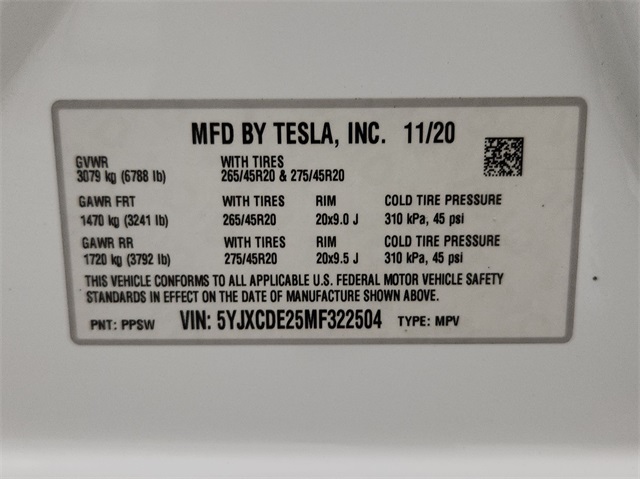 MFD BY TESLA, INC. 11/20
GVWR WITH TIRES
3079 kg (6788 lb) 265/45R20 & 275/45R20
GAWR FRT WITH TIRES RIM COLD TIRE PRESSURE
1470 kg (3241 lb) 265/45R20 20x9.0 J 310 kPa, 45 psi
GAWR RR WITH TIRES RIM COLD TIRE PRESSURE
1720 kg (3792 lb) 275/45R20 20x9.5 J 310 kPa, 45 psi
THIS VEHICLE CONFORMS TO ALL APPLICABLE U.S. FEDERAL MOTOR VEHICLE SAFETY
STANDARDS IN EFFECT ON THE DATE OF MANUFACTURE SHOWN ABOVE.
PNT: PPSW VIN: 5YJXCDE25MF322504 TYPE: MPV